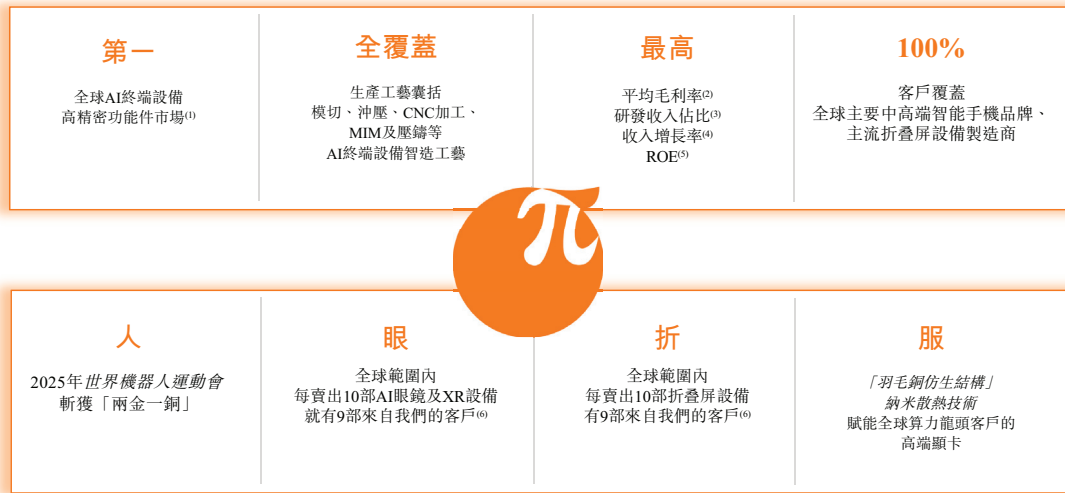 第一
全球AI終端設備
高精密功能件市場(1)
全覆蓋
生產工藝囊括
模切、沖壓、CNC加工、
MIM及壓鑄等
AI終端設備智造工藝
最高
平均毛利率(2)
研發收入佔比(3)
收入增長率(4)
ROE(5)
100%
客戶覆蓋
全球主要中高端智能手機品牌、
主流折疊屏設備製造商
π
人
2025年世界機器人運動會
斬獲「兩金一銅」
眼
全球範圍內
每賣出10部AI眼鏡及XR設備
就有9部來自我們的客戶(6)
折
全球範圍內
每賣出10部折疊屏設備
有9部來自我們的客戶(6)
服
「羽毛銅仿生結構」
納米散熱技術
賦能全球算力龍頭客戶的
高端顯卡